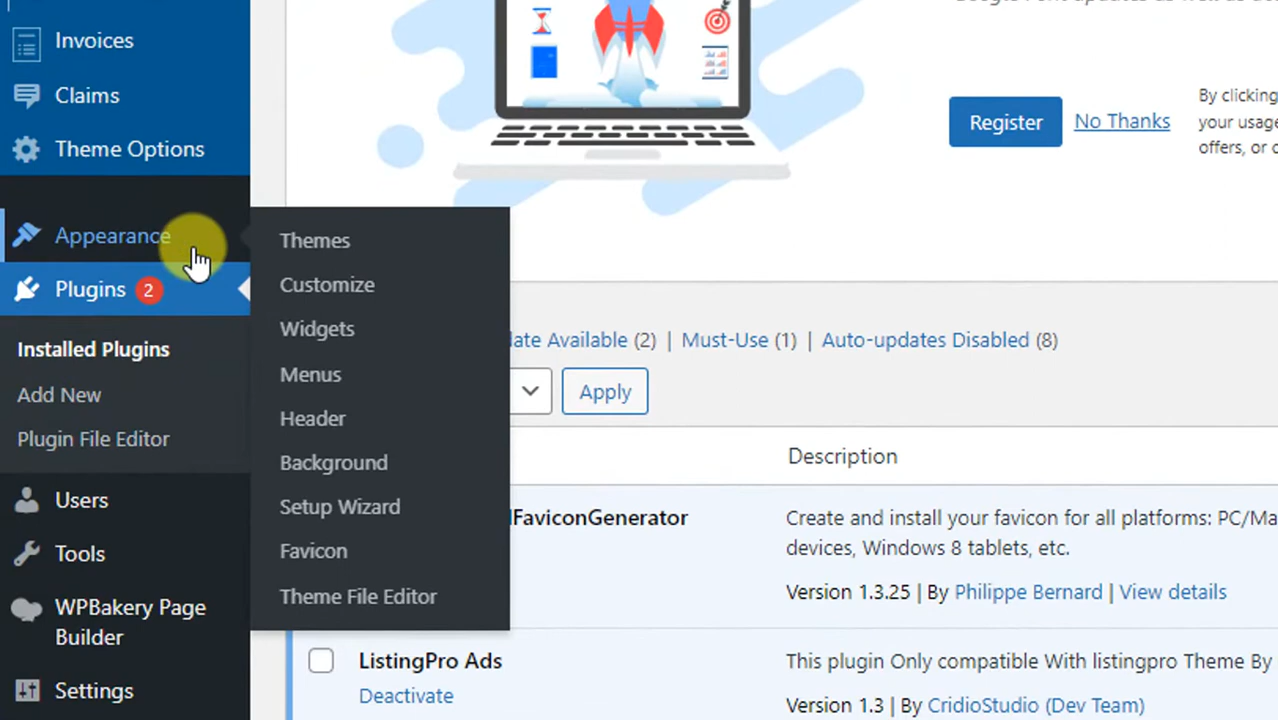 Invoices
Claims
Theme Options
Appearance
Plugins 2
Installed Plugins
Add New
Plugin File Editor
Users
Tools
WPBakery Page
Builder
Settings
Themes
Customize
Widgets
Menus
Header
Background
Setup Wizard
Favicon
Theme File Editor
Register No Thanks
By clicking
your usage
offers, or
Available (2) | Must-Use (1) | Auto-updates Disabled (8)
Apply
Description
FaviconGenerator
Create and install your favicon for all platforms:
devices, Windows 8 tablets, etc.
Version 1.3.25 | By Philippe Bernard | View details
ListingPro Ads
Deactivate
This plugin Only compatible With listingpro Theme By
Version 1.3 | By CridioStudio (Dev Team)